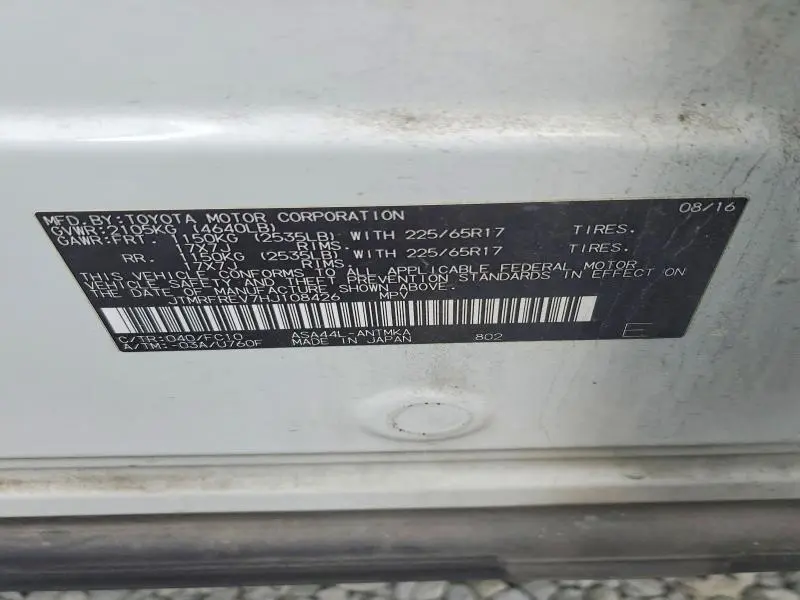 MFD.BY:TOYOTA MOTOR CORPORATION 08/16
GVWR:2105KG (4640LB)
GAWR:FRT. 1150KG (2535LB) WITH 225/65R17 TIRES.
17X7J RIMS.
RR. 1150KG (2535LB) WITH 225/65R17 TIRES.
17X7J RIMS.
THIS VEHICLE CONFORMS TO ALL APPLICABLE FEDERAL MOTOR
VEHICLE SAFETY AND THEFT PREVENTION STANDARDS IN EFFECT ON
THE DATE OF MANUFACTURE SHOWN ABOVE.
JTMRFREV7HJ108426 MPV
C/TR:040/FC10 ASA44L-ANTMKA
A/TM:-03A/U760F MADE IN JAPAN 802 E